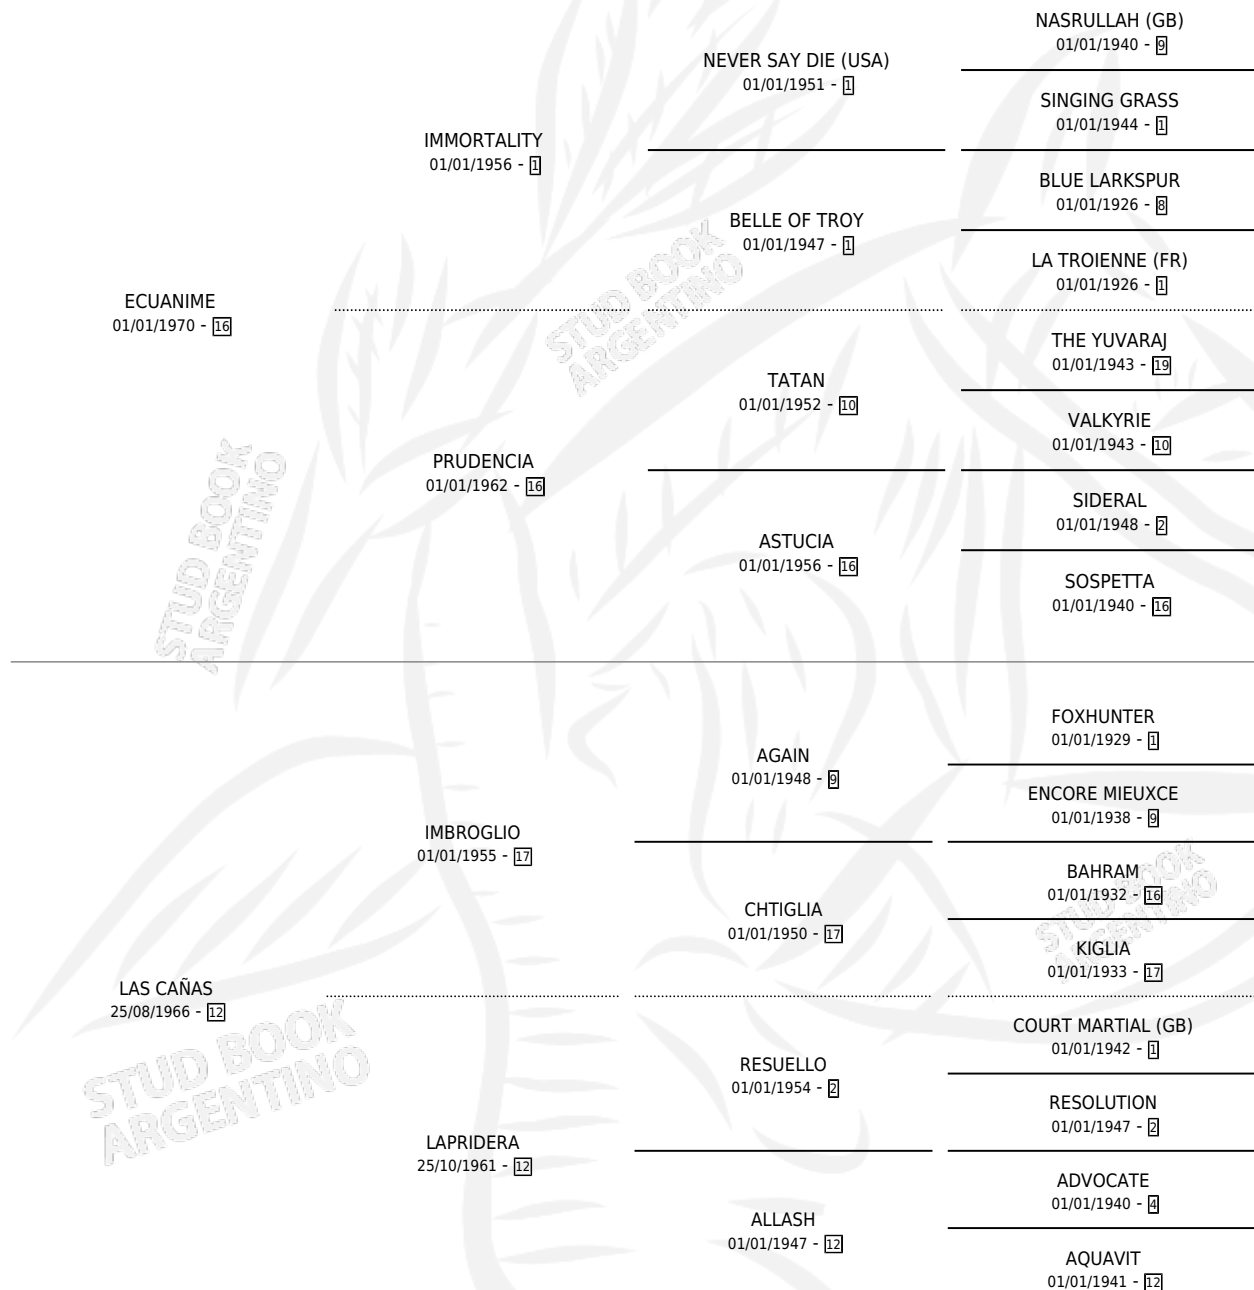 NASRULLAH (GB)
01/01/1940 - 9
NEVER SAY DIE (USA)
01/01/1951 - 1
SINGING GRASS
01/01/1944 - 1
IMMORTALITY
01/01/1956 - 1
BLUE LARKSPUR
01/01/1926 - 8
BELLE OF TROY
01/01/1947 - 1
LA TROIENNE (FR)
01/01/1926 - 1
ECUANIME
01/01/1970 - 16
THE YUVARAJ
01/01/1943 - 19
TATAN
01/01/1952 - 10
VALKYRIE
01/01/1943 - 10
PRUDENCIA
01/01/1962 - 16
SIDERAL
01/01/1948 - 2
ASTUCIA
01/01/1956 - 16
SOSPETTA
01/01/1940 - 16
FOXHUNTER
01/01/1929 - 1
AGAIN
01/01/1948 - 9
ENCORE MIEUXCE
01/01/1938 - 9
IMBROGLIO
01/01/1955 - 17
BAHRAM
01/01/1932 - 16
CHTIGLIA
01/01/1950 - 17
KIGLIA
01/01/1933 - 17
LAS CAÑAS
25/08/1966 - 12
COURT MARTIAL (GB)
01/01/1942 - 1
RESUELLO
01/01/1954 - 2
RESOLUTION
01/01/1947 - 2
LAPRIDERA
25/10/1961 - 12
ADVOCATE
01/01/1940 - 4
ALLASH
01/01/1947 - 12
AQUAVIT
01/01/1941 - 12
STUD BOOK
ARGENTINO
STUD BOOK
ARGENTINO
STUD BOOK
ARGENTINO
STUD BOOK
ARGENTINO